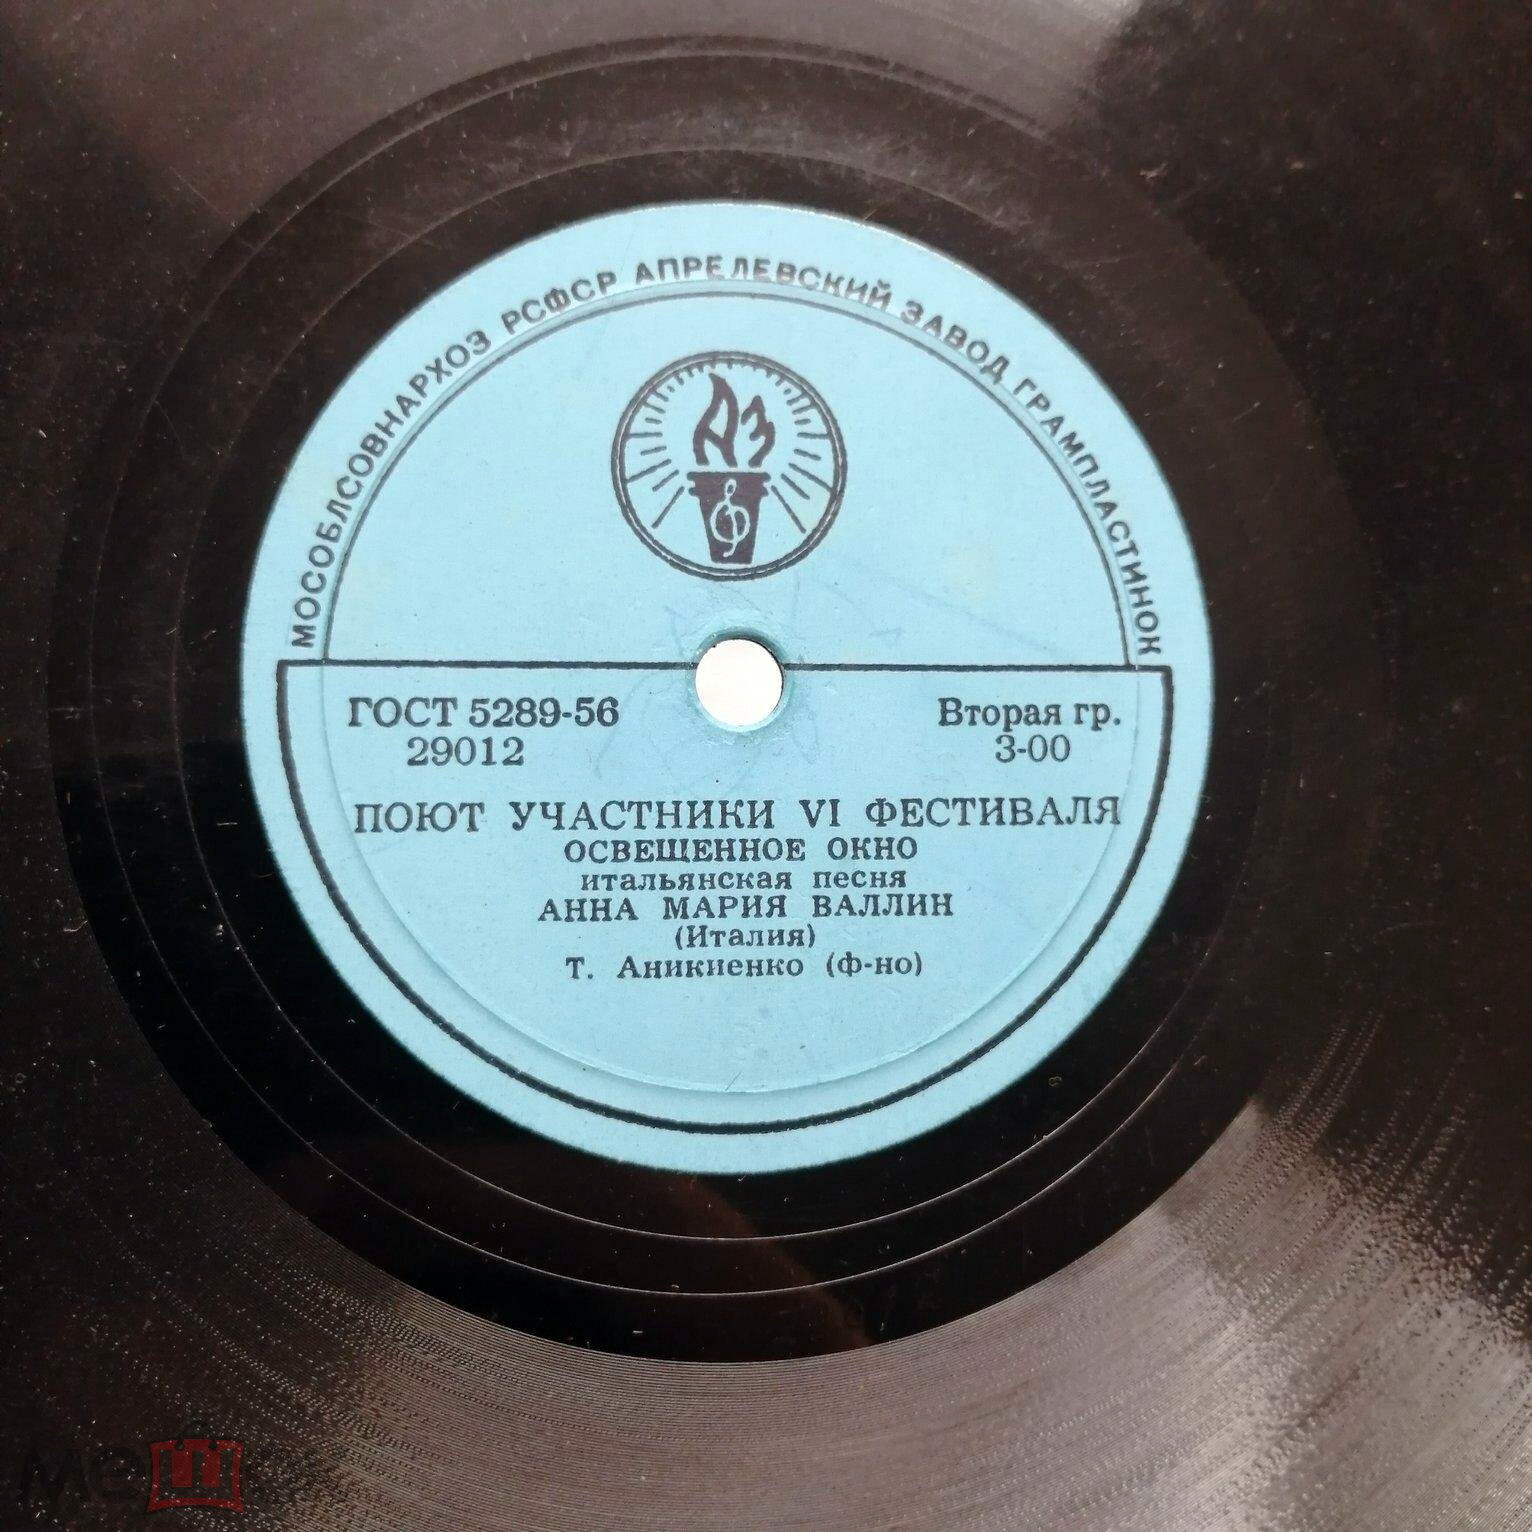 МОСОБЛСОВНАРХОЗ РСФСР АПРЕЛЕВСКИЙ ЗАВОД ГРАМПЛАСТИНОК
АЗ
ГОСТ 5289-56
29012
Вторая гр.
3-00
ПОЮТ УЧАСТНИКИ VI ФЕСТИВАЛЯ
ОСВЕЩЕННОЕ ОКНО
итальянская песня
АННА МАРИЯ ВАЛЛИН
(Италия)
Т. Аникиенко (ф-но)